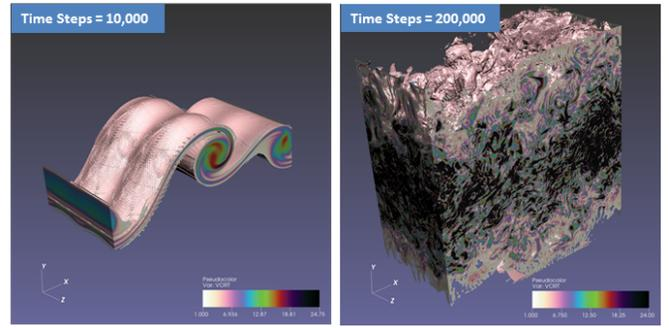 Time Steps = 10,000
Y
X
Z
Pseudocolor
Var: VORT
1.000 6.936 12.87 18.81 24.75
Time Steps = 200,000
Y
X
Z
Pseudocolor
Var: VORT
1.000 6.750 12.50 18.25 24.00